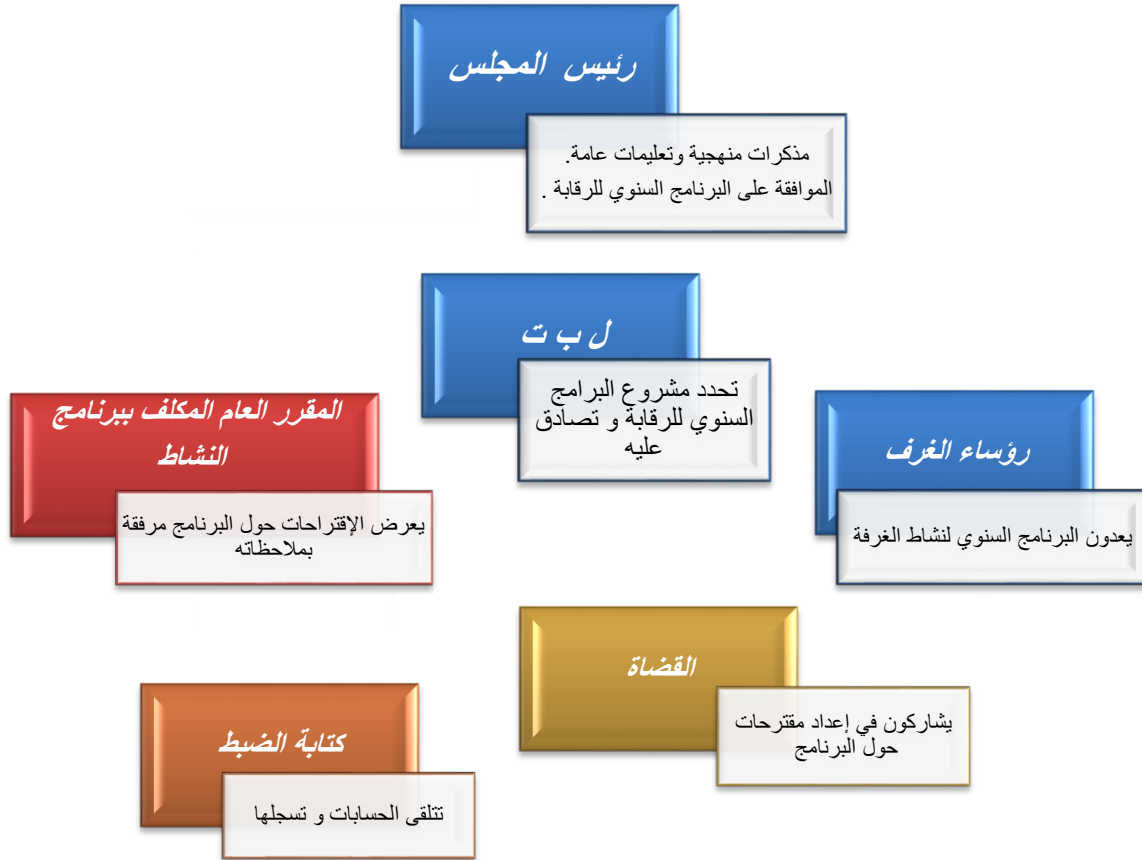 رئيس المجلس
مذكرات منهجية وتعليمات عامة.
الموافقة على البرنامج السنوي للرقابة .
ل ب ت
تحدد مشروع البرامج
السنوي للرقابة و تصادق
عليه
رؤساء الغرف
يعدون البرنامج السنوي لنشاط الغرفة
المقرر العام المكلف ببرنامج
النشاط
يعرض الإقتراحات حول البرنامج مرفقة
بملاحظاته
القضاة
يشاركون في إعداد مقترحات
حول البرنامج
كتابة الضبط
تتلقى الحسابات و تسجلها